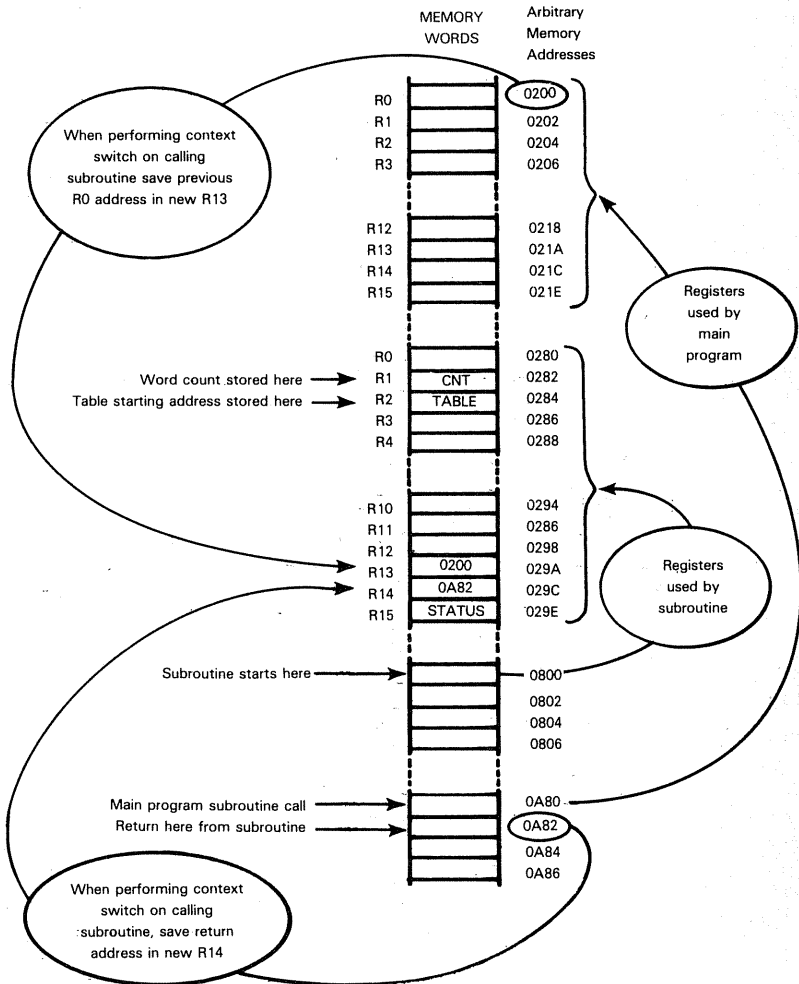 MEMORY
WORDS
Arbitrary
Memory
Addresses
When performing context
switch on calling
subroutine save previous
R0 address in new R13
R0 0200
R1 0202
R2 0204
R3 0206
R12 0218
R13 021A
R14 021C
R15 021E
Registers
used by
main
program
R0 0280
Word count stored here R1 CNT 0282
Table starting address stored here R2 TABLE 0284
R3 0286
R4 0288
R10 0294
R11 0286
R12 0298
R13 0200 029A
R14 0A82 029C
R15 STATUS 029E
Registers
used by
subroutine
Subroutine starts here 0800
0802
0804
0806
Main program subroutine call 0A80
Return here from subroutine 0A82
0A84
0A86
When performing context
switch on calling
subroutine, save return
address in new R14